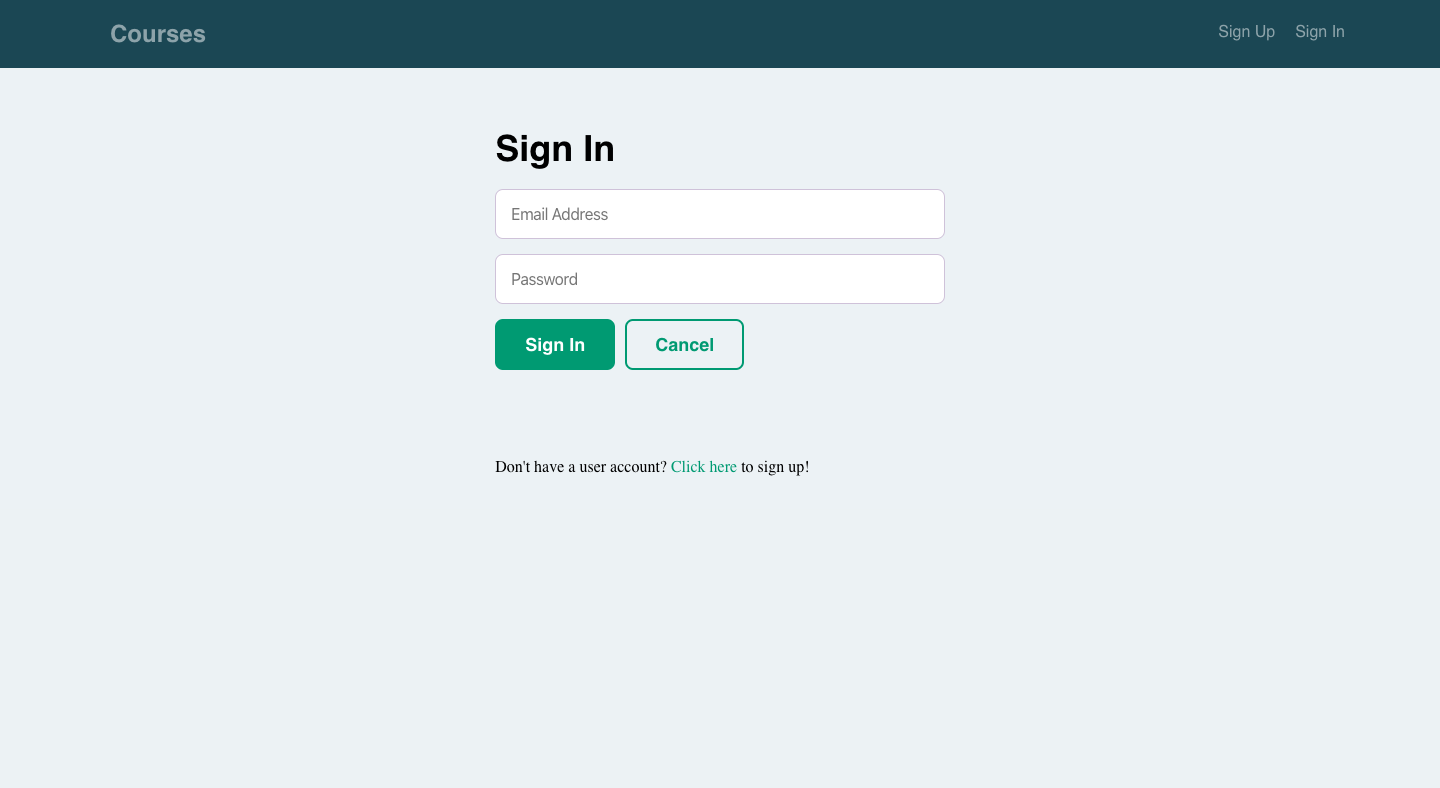 Courses
Sign Up
Sign In
Sign In
Email Address
Password
Sign In
Cancel
Don't have a user account? Click here to sign up!